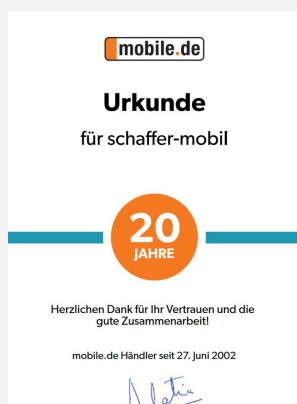 mobile.de
Urkunde
für schaffer-mobil
20
JAHRE
Herzlichen Dank für Ihr Vertrauen und die
gute Zusammenarbeit!
mobile.de Händler seit 27. Juni 2002